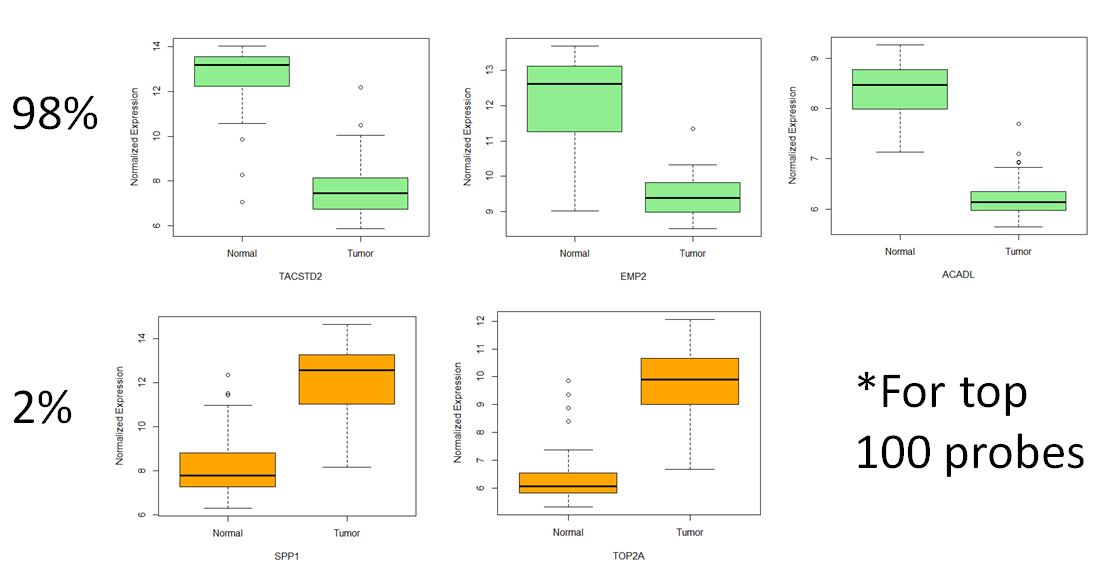 98%
Normalized Expression
14
12
10
8
6
Normal Tumor
TACSTD2
Normalized Expression
13
12
11
10
9
Normal Tumor
EMP2
Normalized Expression
9
8
7
6
Normal Tumor
ACADL
2%
Normalized Expression
14
12
10
8
6
Normal Tumor
SPP1
Normalized Expression
12
11
10
9
8
7
6
Normal Tumor
TOP2A
*For top
100 probes